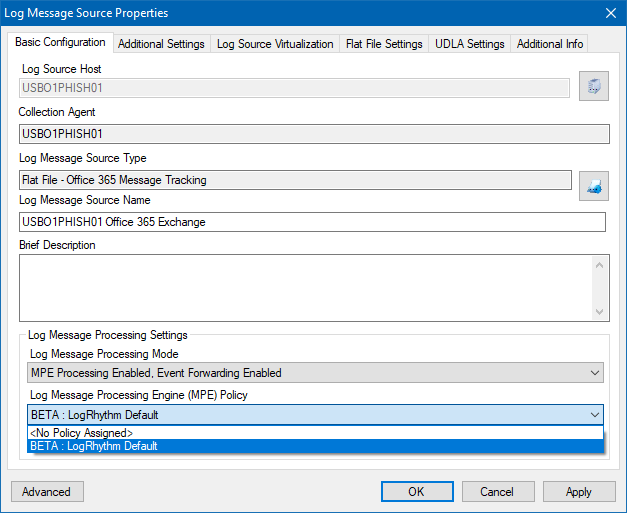 Log Message Source Properties
Basic Configuration
Additional Settings
Log Source Virtualization
Flat File Settings
UDLA Settings
Additional Info
Log Source Host
USBO1PHISH01
Collection Agent
USBO1PHISH01
Log Message Source Type
Flat File - Office 365 Message Tracking
Log Message Source Name
USBO1PHISH01 Office 365 Exchange
Brief Description
Log Message Processing Settings
Log Message Processing Mode
MPE Processing Enabled, Event Forwarding Enabled
Log Message Processing Engine (MPE) Policy
BETA : LogRhythm Default
<No Policy Assigned>
BETA : LogRhythm Default
Advanced
OK
Cancel
Apply